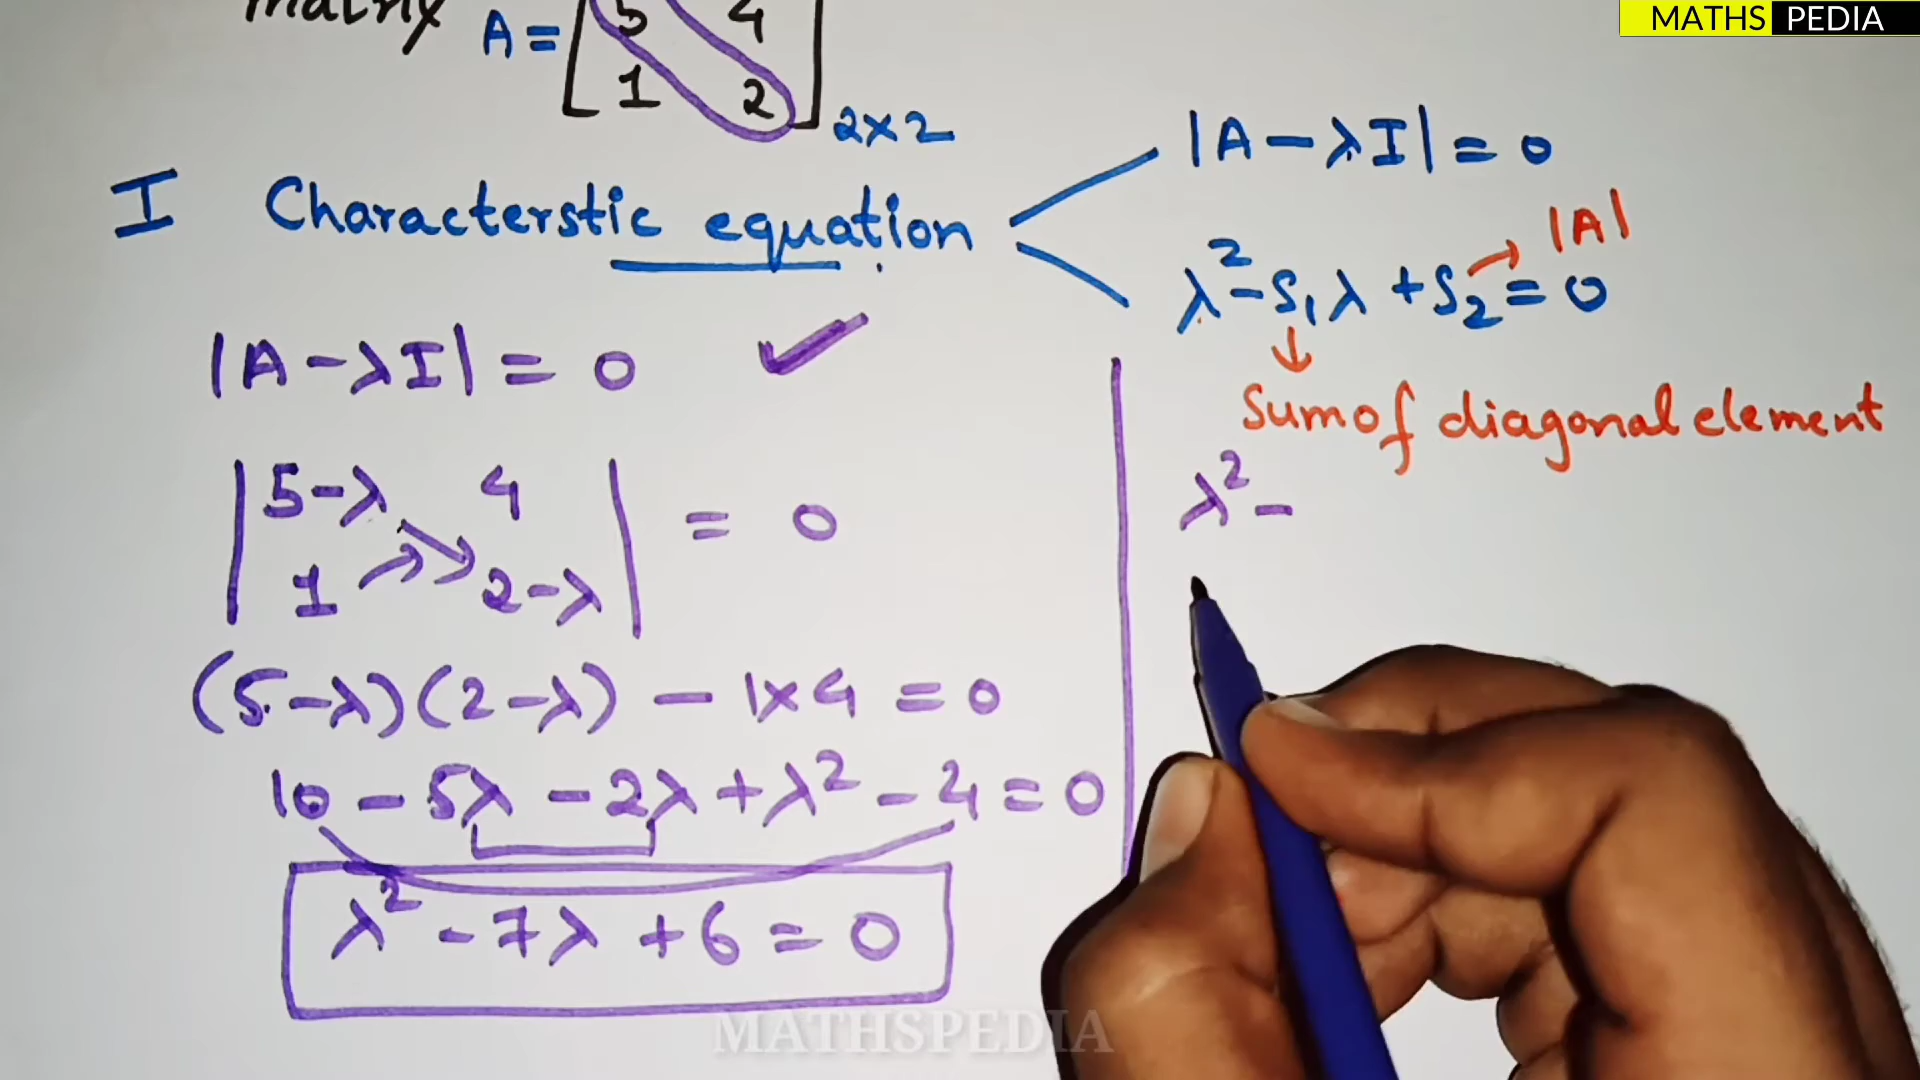 MATHS PEDIA
matrix A = [5 4
1 2] 2×2
I Characterstic equation
|A - λI| = 0
λ² - S₁λ + S₂ = 0
|A|
Sum of diagonal element
|A - λI| = 0 ✓
|5-λ 4
1 2-λ| = 0
(5-λ)(2-λ) - 1×4 = 0
10 - 5λ - 2λ + λ² - 4 = 0
λ² - 7λ + 6 = 0
λ² -
MATHSPEDIA